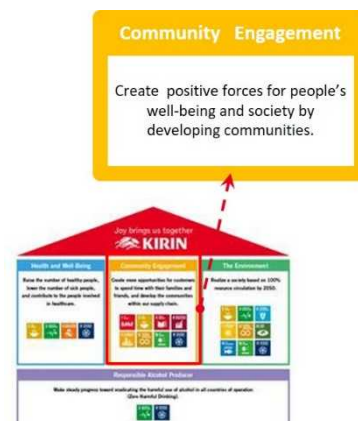 Community Engagement
Create positive forces for people's
well-being and society by
developing communities.
Joy brings us together
KIRIN
Health and Well-Being
Raise the number of healthy people,
lower the number of sick people,
and contribute to the people involved
in healthcare.
Community Engagement
Create more opportunities for customers
to spend time with their families and
friends, and develop the communities
within our supply chain.
The Environment
Realize a society based on 100%
resource circulation by 2050.
Responsible Alcohol Producer
Make steady progress toward eradicating the harmful use of alcohol in all countries of operation
(Zero Harmful Drinking).